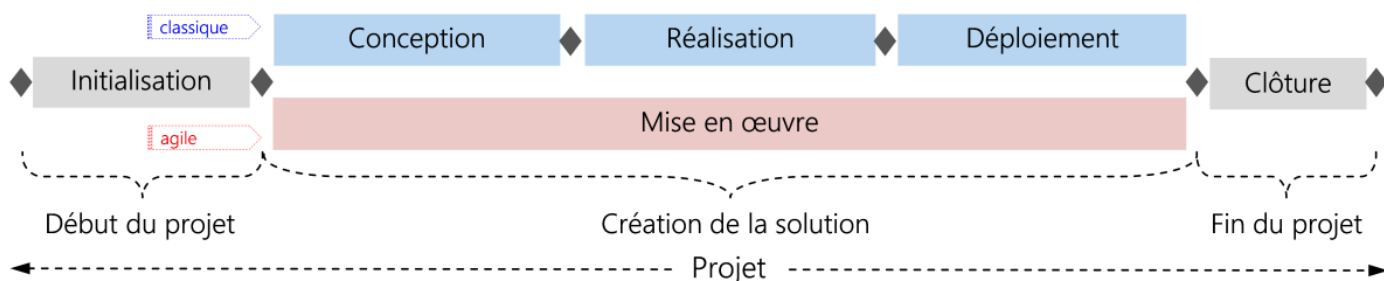 classique
Conception
Réalisation
Déploiement
Initialisation
Clôture
agile
Mise en œuvre
Début du projet
Création de la solution
Fin du projet
Projet